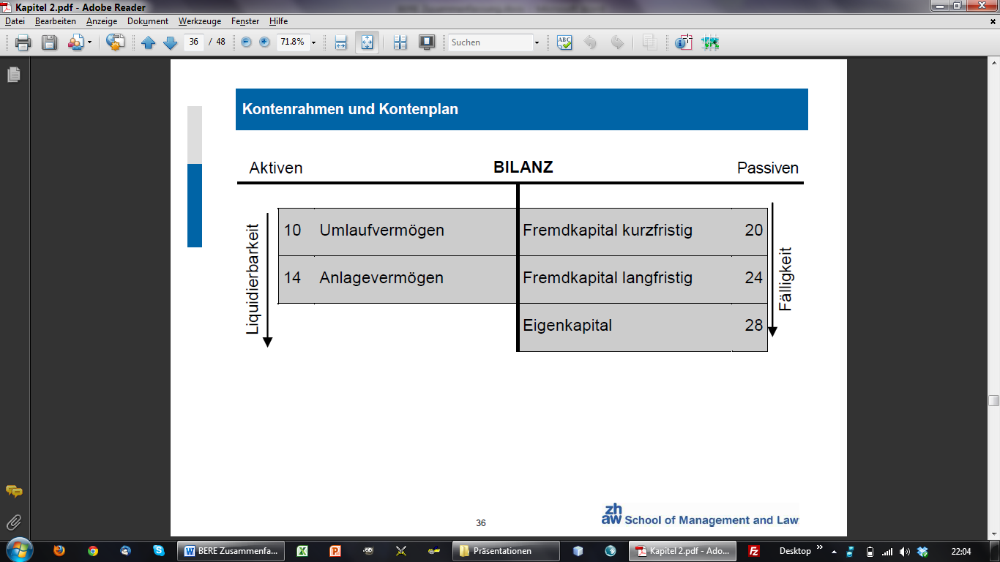 Kapitel 2.pdf - Adobe Reader
Datei Bearbeiten Anzeige Dokument Werkzeuge Fenster Hilfe
36 / 48 71.8% Suchen
Kontenrahmen und Kontenplan
Aktiven BILANZ Passiven
Liquidierbarkeit
10 Umlaufvermögen Fremdkapital kurzfristig 20
14 Anlagevermögen Fremdkapital langfristig 24
Eigenkapital 28
Fälligkeit
36
zh
aw School of Management and Law
BERE Zusammenfa... Präsentationen Kapitel 2.pdf - Ado... Desktop 22:04